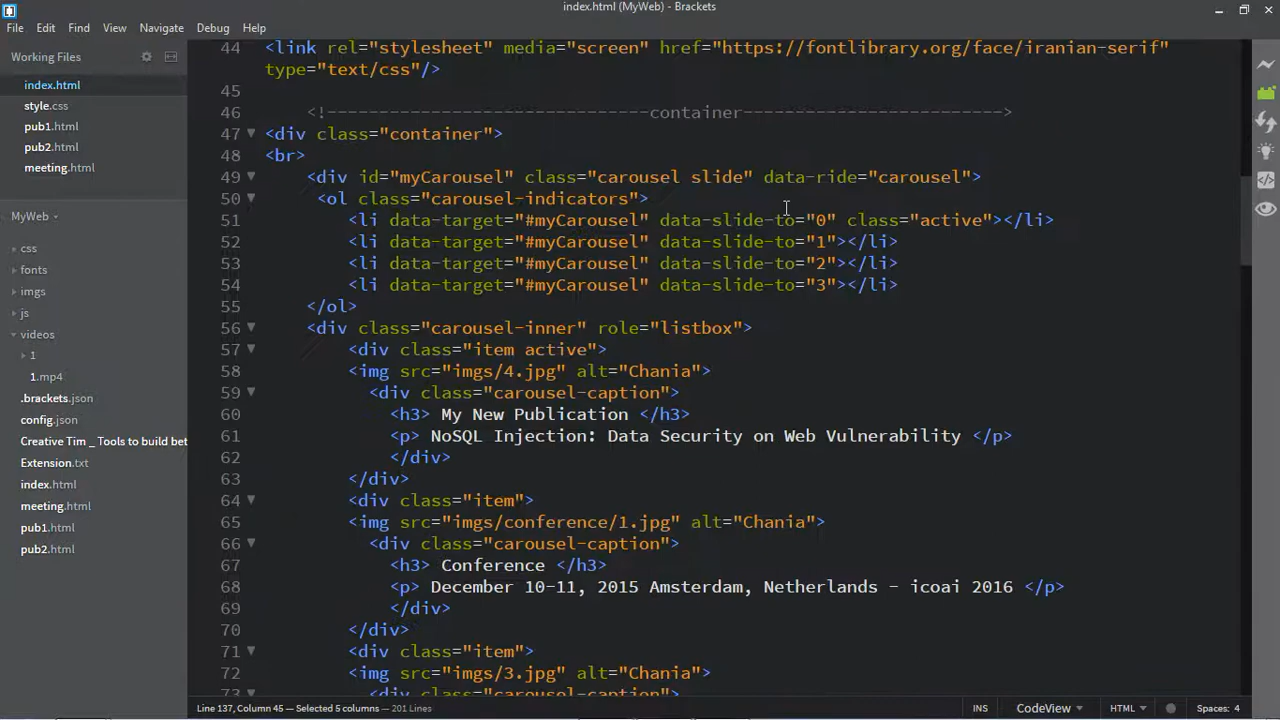 index.html (MyWeb) - Brackets
File Edit Find View Navigate Debug Help
Working Files
index.html
style.css
pub1.html
pub2.html
meeting.html
MyWeb
css
fonts
imgs
js
videos
1
1.mp4
.brackets.json
config.json
Creative Tim _ Tools to build bet
Extension.txt
index.html
meeting.html
pub1.html
pub2.html
44 <link rel="stylesheet" media="screen" href="https://fontlibrary.org/face/iranian-serif"
type="text/css"/>
45
46 <!-------------------------------container------------------------->
47 <div class="container">
48 <br>
49 <div id="myCarousel" class="carousel slide" data-ride="carousel">
50 <ol class="carousel-indicators">
51 <li data-target="#myCarousel" data-slide-to="0" class="active"></li>
52 <li data-target="#myCarousel" data-slide-to="1"></li>
53 <li data-target="#myCarousel" data-slide-to="2"></li>
54 <li data-target="#myCarousel" data-slide-to="3"></li>
55 </ol>
56 <div class="carousel-inner" role="listbox">
57 <div class="item active">
58 <img src="imgs/4.jpg" alt="Chania">
59 <div class="carousel-caption">
60 <h3> My New Publication </h3>
61 <p> NoSQL Injection: Data Security on Web Vulnerability </p>
62 </div>
63 </div>
64 <div class="item">
65 <img src="imgs/conference/1.jpg" alt="Chania">
66 <div class="carousel-caption">
67 <h3> Conference </h3>
68 <p> December 10-11, 2015 Amsterdam, Netherlands - icoai 2016 </p>
69 </div>
70 </div>
71 <div class="item">
72 <img src="imgs/3.jpg" alt="Chania">
73 <div class="carousel-caption">
Line 137, Column 45 — Selected 5 columns — 201 Lines
INS CodeView HTML Spaces: 4